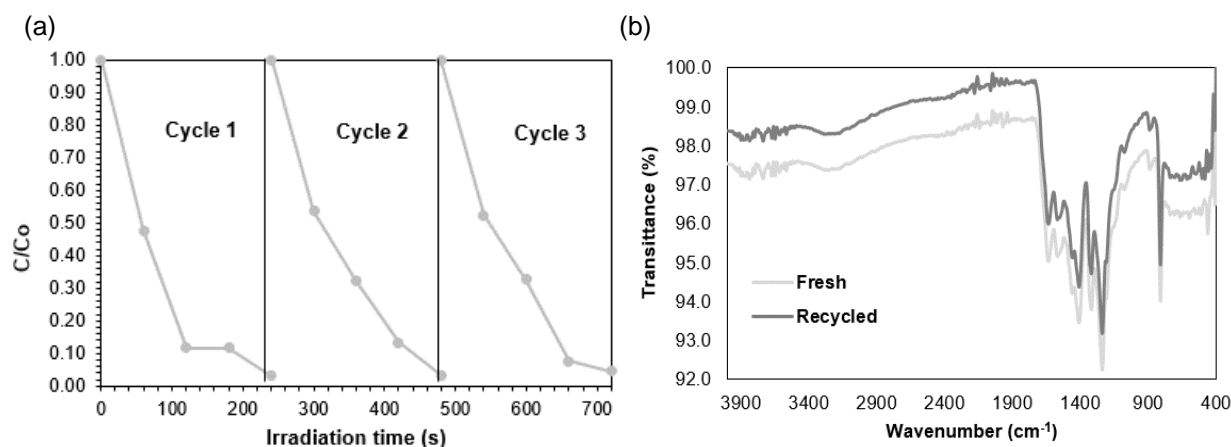 (a)
1.00
0.90
0.80
0.70
0.60
0.50
0.40
0.30
0.20
0.10
0.00
C/Co
Cycle 1
Cycle 2
Cycle 3
0 100 200 300 400 500 600 700
Irradiation time (s)
(b)
100.0
99.0
98.0
97.0
96.0
95.0
94.0
93.0
92.0
Transittance (%)
Fresh
Recycled
3900 3400 2900 2400 1900 1400 900 400
Wavenumber (cm⁻¹)